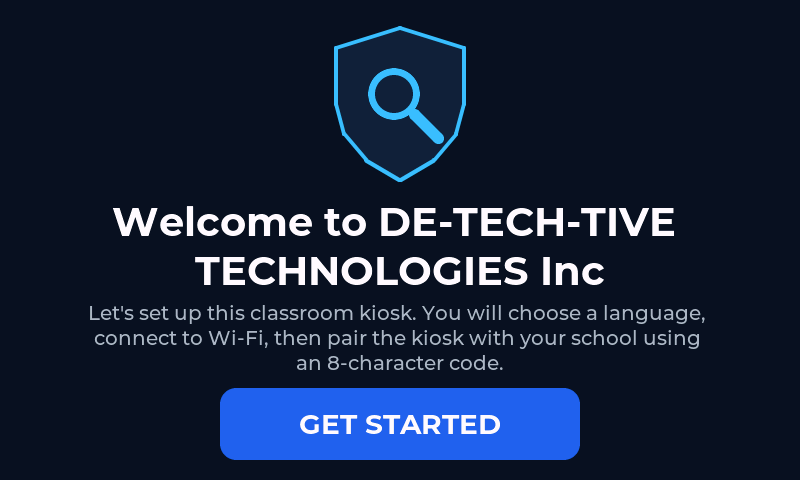 Welcome to DE-TECH-TIVE
TECHNOLOGIES Inc
Let's set up this classroom kiosk. You will choose a language,
connect to Wi-Fi, then pair the kiosk with your school using
an 8-character code.
GET STARTED